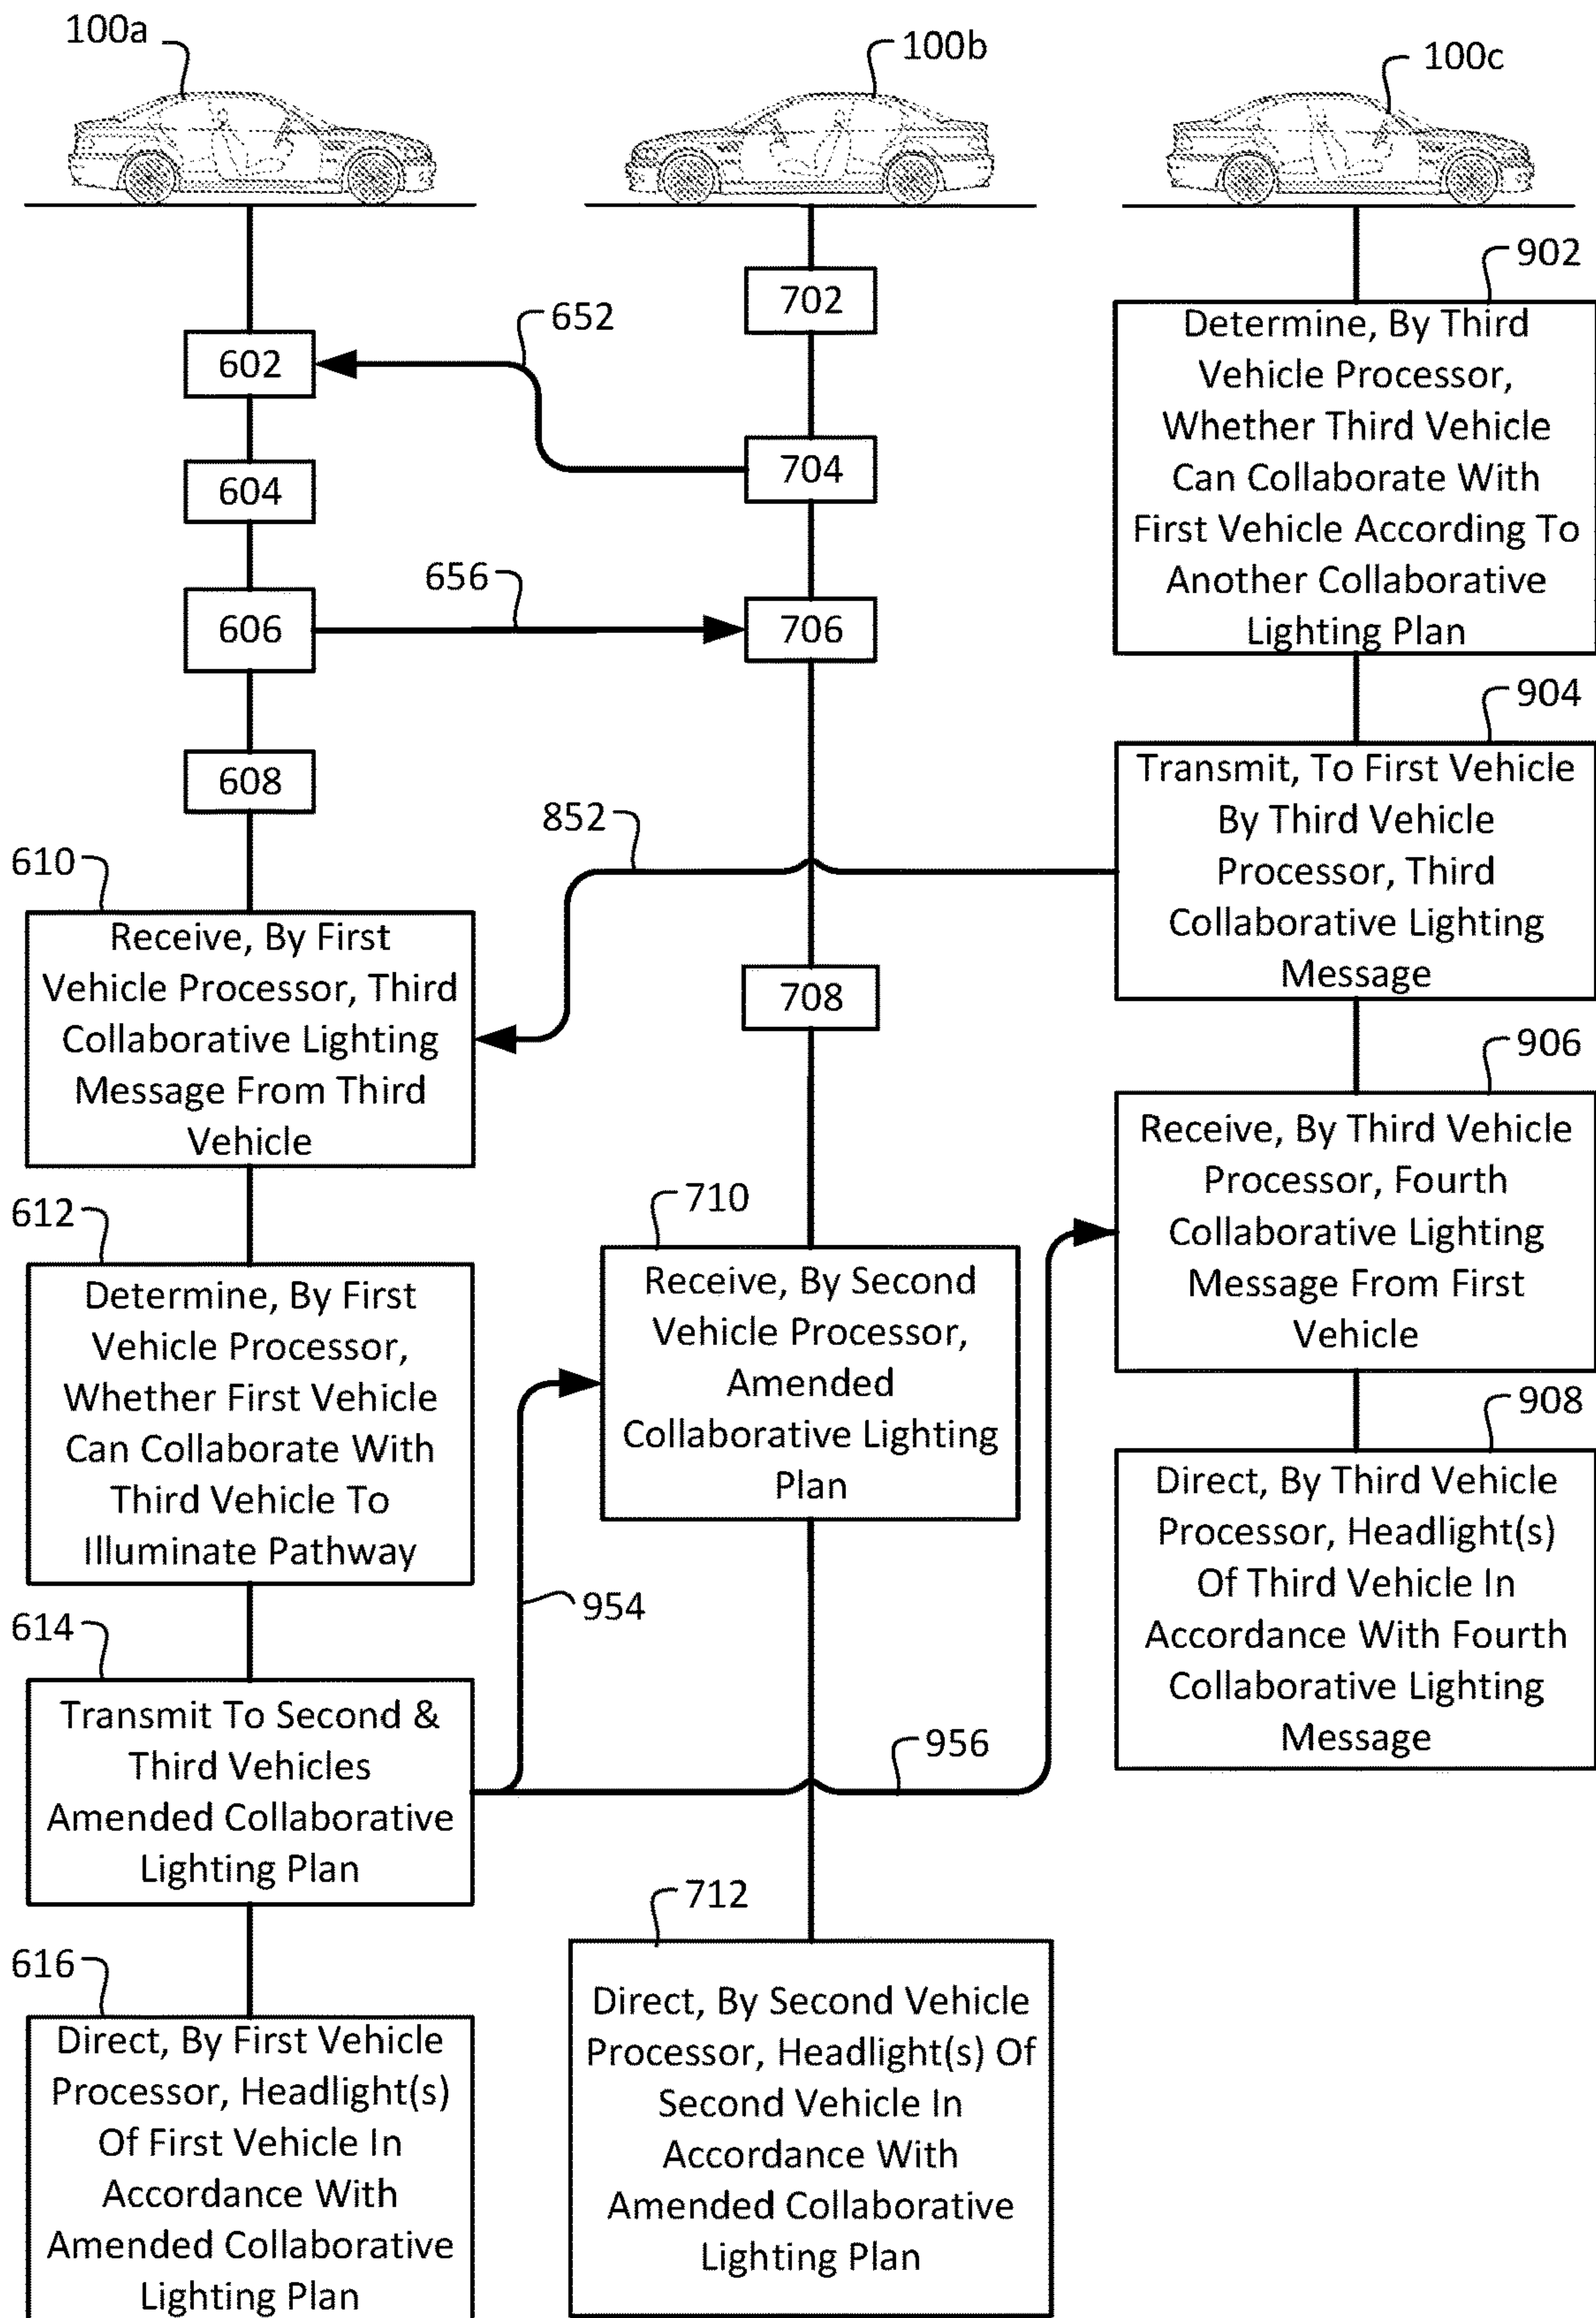 100a
100b
100c
902
702
652
602
Determine, By Third
Vehicle Processor,
Whether Third Vehicle
Can Collaborate With
First Vehicle According To
Another Collaborative
Lighting Plan
704
604
656
606
706
904
608
Transmit, To First Vehicle
By Third Vehicle
Processor, Third
Collaborative Lighting
Message
852
610
Receive, By First
Vehicle Processor, Third
Collaborative Lighting
Message From Third
Vehicle
708
906
Receive, By Third Vehicle
Processor, Fourth
Collaborative Lighting
Message From First
Vehicle
710
Receive, By Second
Vehicle Processor,
Amended
Collaborative Lighting
Plan
612
Determine, By First
Vehicle Processor,
Whether First Vehicle
Can Collaborate With
Third Vehicle To
Illuminate Pathway
908
Direct, By Third Vehicle
Processor, Headlight(s)
Of Third Vehicle In
Accordance With Fourth
Collaborative Lighting
Message
954
614
Transmit To Second &
Third Vehicles
Amended Collaborative
Lighting Plan
956
712
Direct, By Second Vehicle
Processor, Headlight(s) Of
Second Vehicle In
Accordance With
Amended Collaborative
Lighting Plan
616
Direct, By First Vehicle
Processor, Headlight(s)
Of First Vehicle In
Accordance With
Amended Collaborative
Lighting Plan